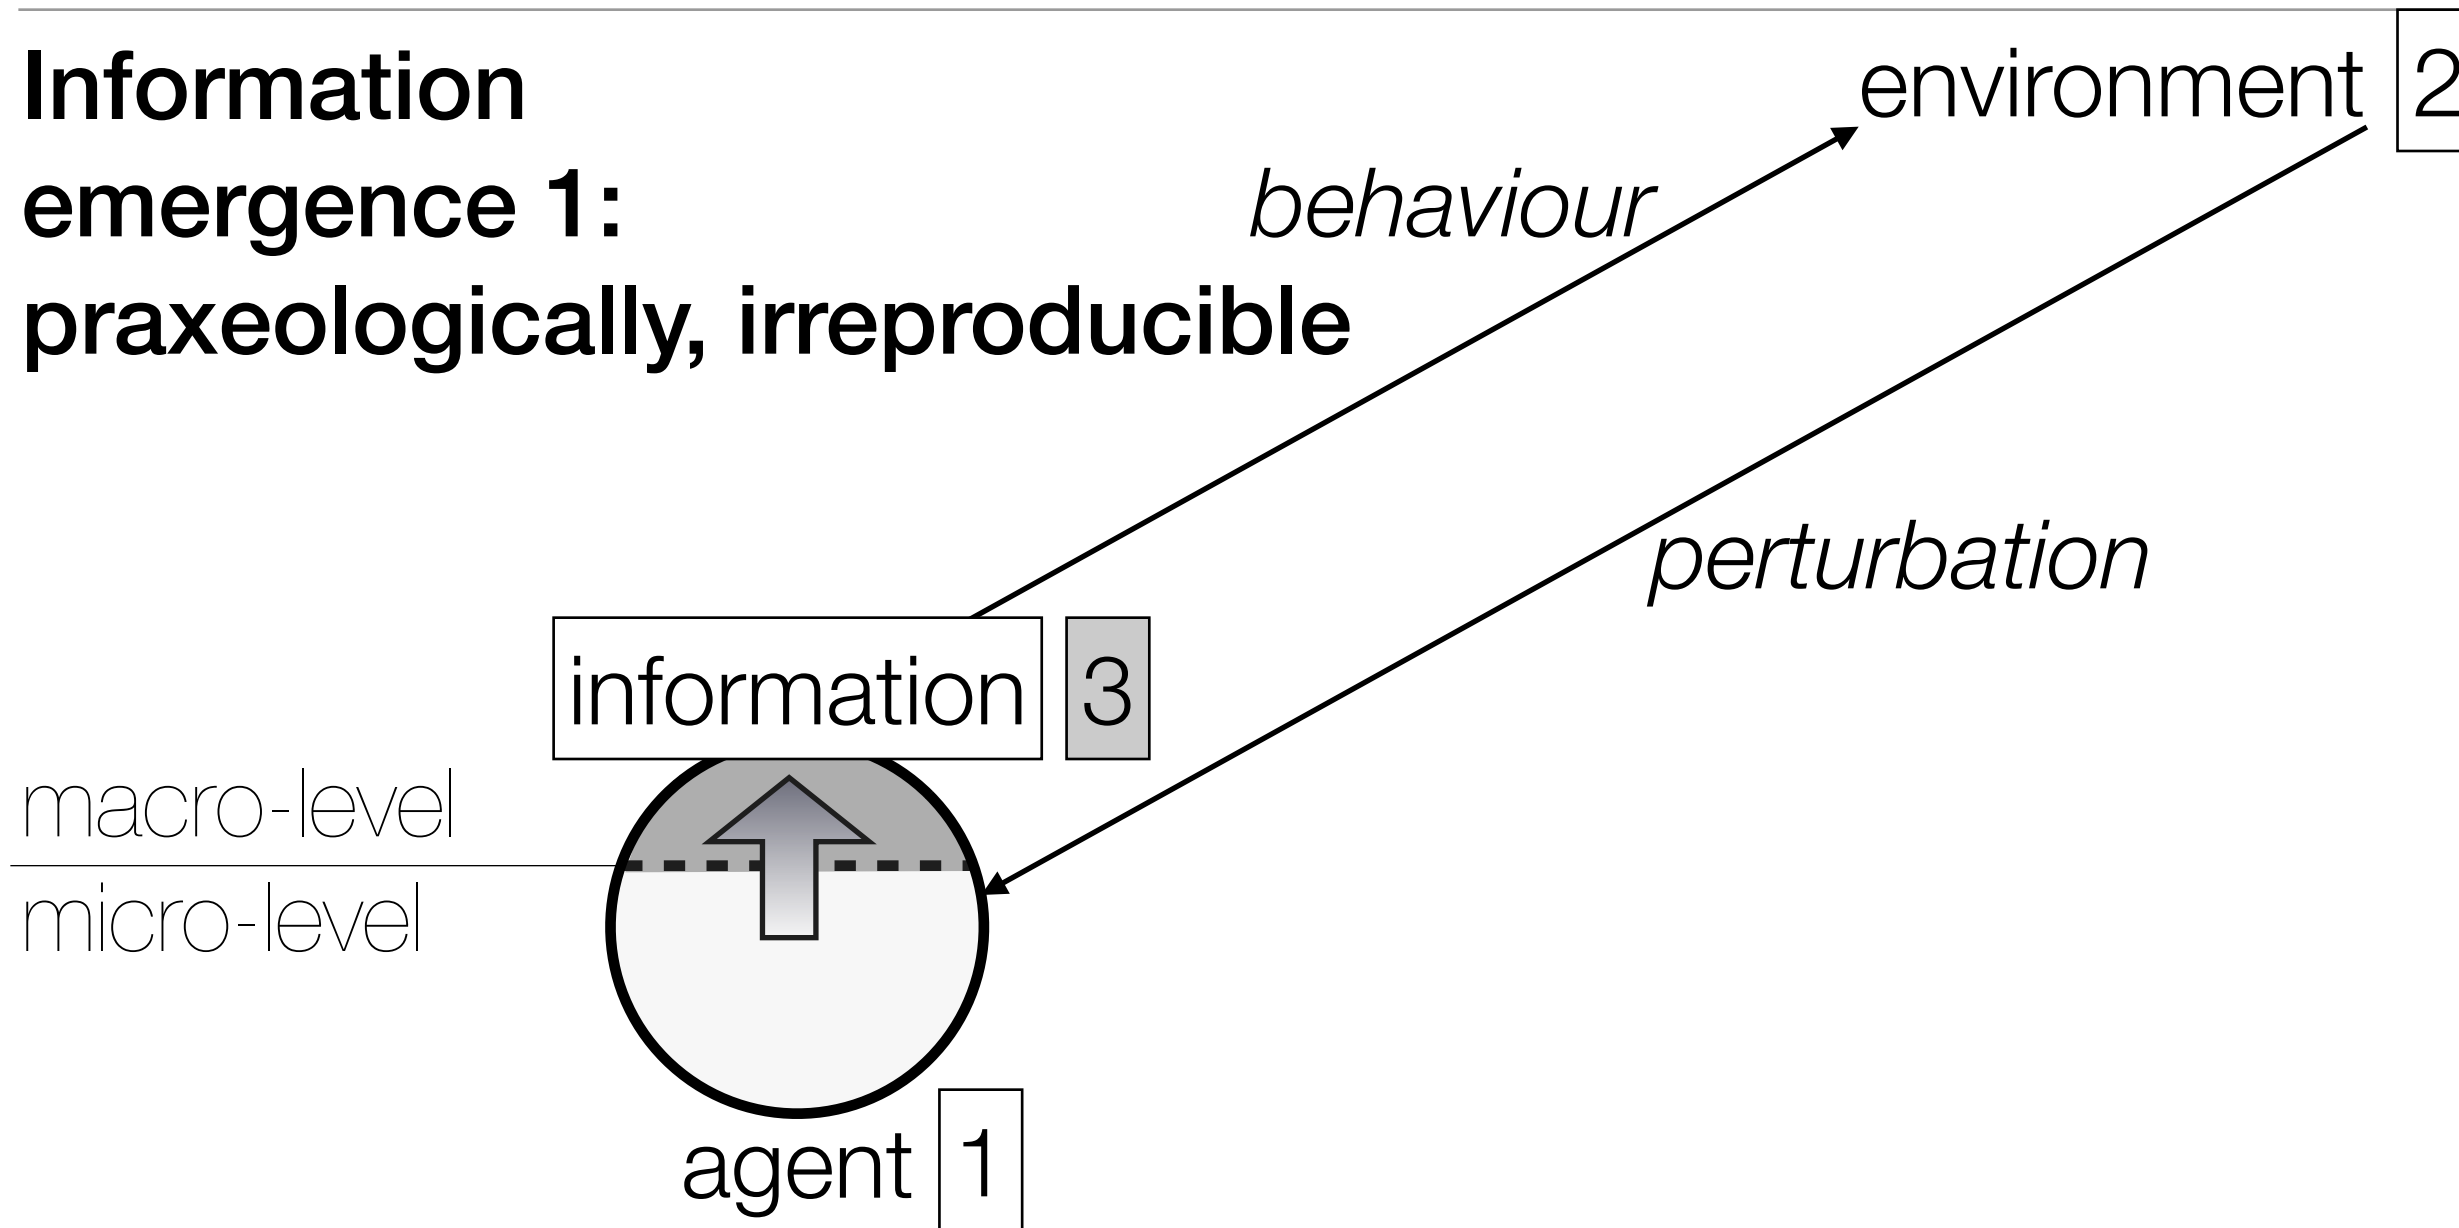 Information
emergence 1:
praxeologically, irreproducible
environment 2
behaviour
perturbation
information 3
macro-level
micro-level
agent 1